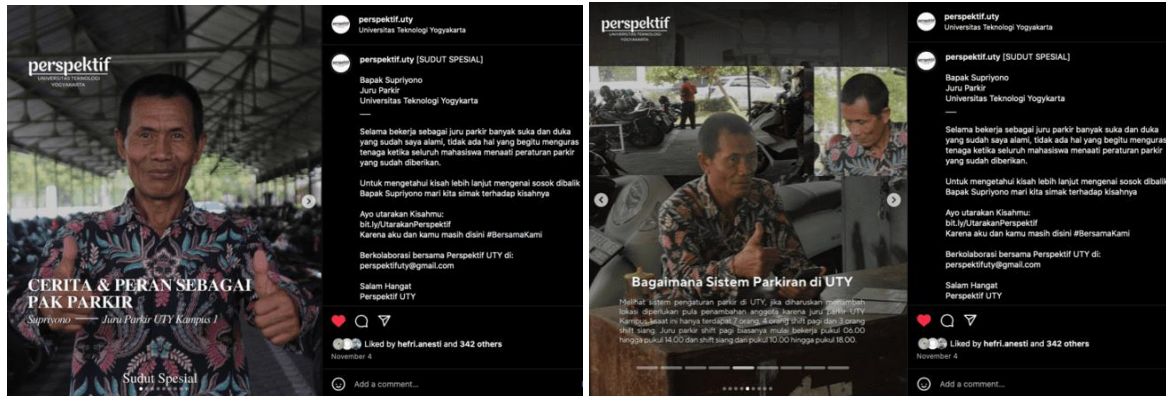 perspektif
UNIVERSITAS TEKNOLOGI
YOGYAKARTA
CERITA & PERAN SEBAGAI
PAK PARKIR
Supriyono — Juru Parkir UTY Kampus 1
Sudut Spesial
perspektif.uty
Universitas Teknologi Yogyakarta
perspektif.uty [SUDUT SPESIAL]
Bapak Supriyono
Juru Parkir
Universitas Teknologi Yogykarta
—
Selama bekerja sebagai juru parkir banyak suka dan duka
yang sudah saya alami, tidak ada hal yang begitu menguras
tenaga ketika seluruh mahasiswa menaati peraturan parkir
yang sudah diberikan.
Untuk mengetahui kisah lebih lanjut mengenai sosok dibalik
Bapak Supriyono mari kita simak terhadap kisahnya
Ayo utarakan Kisahmu:
bit.ly/UtarakanPerspektif
Karena aku dan kamu masih disini #BersamaKami
Berkolaborasi bersama Perspektif UTY di:
perspektifuty@gmail.com
Salam Hangat
Perspektif UTY
Liked by hefri.anesti and 342 others
November 4
Add a comment...
perspektif
UNIVERSITAS TEKNOLOGI
YOGYAKARTA
Bagaimana Sistem Parkiran di UTY
Melihat sistem pengaturan parkir di UTY, jika diharuskan menambah
lokasi diperlukan pula penambahan anggota karena juru parkir UTY
Kampus saat ini hanya terdapat 7 orang, 4 orang shift pagi dan 3 orang
shift siang. Juru parkir shift pagi biasanya mulai bekerja pukul 06.00
hingga pukul 14.00 dan shift siang dari pukul 10.00 hingga pukul 18.00.
perspektif.uty
Universitas Teknologi Yogyakarta
perspektif.uty [SUDUT SPESIAL]
Bapak Supriyono
Juru Parkir
Universitas Teknologi Yogykarta
—
Selama bekerja sebagai juru parkir banyak suka dan duka
yang sudah saya alami, tidak ada hal yang begitu menguras
tenaga ketika seluruh mahasiswa menaati peraturan parkir
yang sudah diberikan.
Untuk mengetahui kisah lebih lanjut mengenai sosok dibalik
Bapak Supriyono mari kita simak terhadap kisahnya
Ayo utarakan Kisahmu:
bit.ly/UtarakanPerspektif
Karena aku dan kamu masih disini #BersamaKami
Berkolaborasi bersama Perspektif UTY di:
perspektifuty@gmail.com
Salam Hangat
Perspektif UTY
Liked by hefri.anesti and 342 others
November 4
Add a comment...